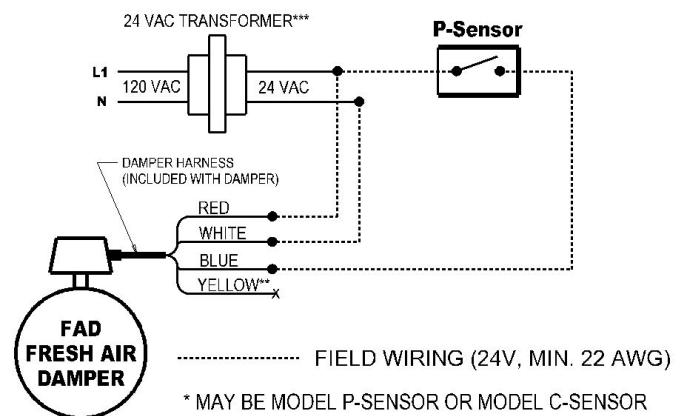 24 VAC TRANSFORMER***
P-Sensor
L1
120 VAC
24 VAC
N
DAMPER HARNESS
(INCLUDED WITH DAMPER)
RED
WHITE
BLUE
YELLOW**
X
FAD
FRESH AIR
DAMPER
FIELD WIRING (24V, MIN. 22 AWG)
* MAY BE MODEL P-SENSOR OR MODEL C-SENSOR